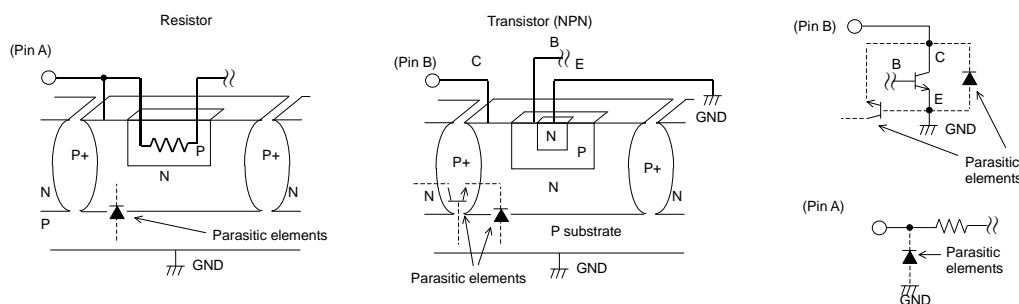 Resistor
(Pin A)
P+
P
P+
N
N
N
P
Parasitic elements
GND
Transistor (NPN)
B
(Pin B)
C
E
GND
N
P
P+
P+
N
N
N
P substrate
Parasitic elements
GND
(Pin B)
C
B
E
GND
Parasitic
elements
(Pin A)
Parasitic
elements
GND